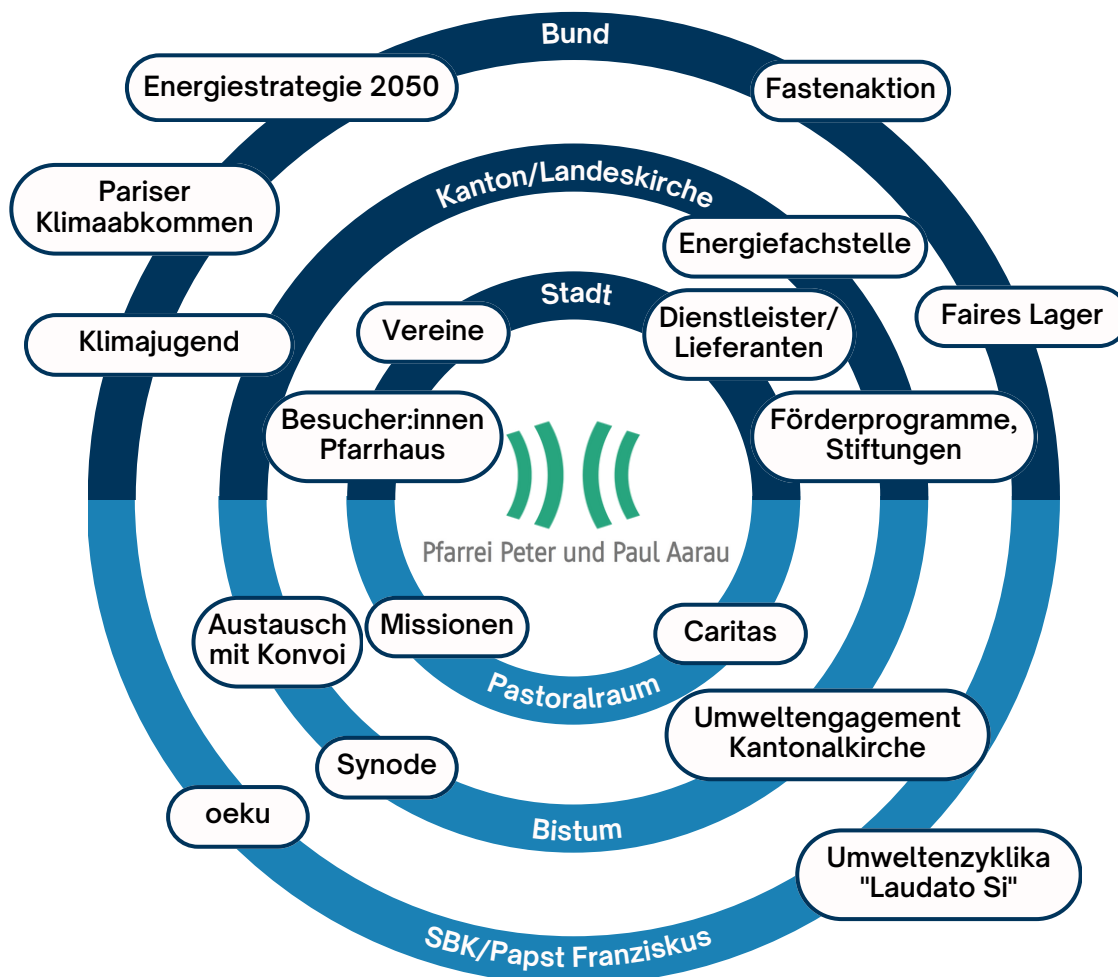 Bund
Energiestrategie 2050
Fastenaktion
Pariser
Klimaabkommen
Kanton/Landeskirche
Energiefachstelle
Stadt
Klimajugend
Vereine
Dienstleister/
Lieferanten
Faires Lager
Besucher:innen
Pfarrhaus
Förderprogramme,
Stiftungen
Pfarrei Peter und Paul Aarau
Austausch
mit Konvoi
Missionen
Caritas
Pastoralraum
Umweltengagement
Kantonalkirche
Synode
oeku
Bistum
Umweltenzyklika
"Laudato Si"
SBK/Papst Franziskus